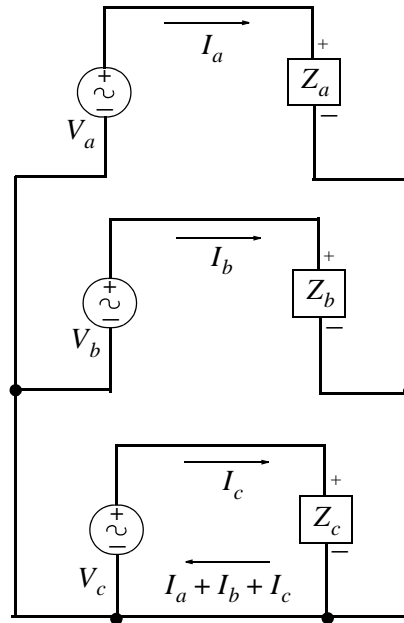 +
I_a
Z_a
+
−
V_a
−
+
I_b
Z_b
+
−
V_b
−
+
I_c
Z_c
+
−
V_c
−
I_a + I_b + I_c